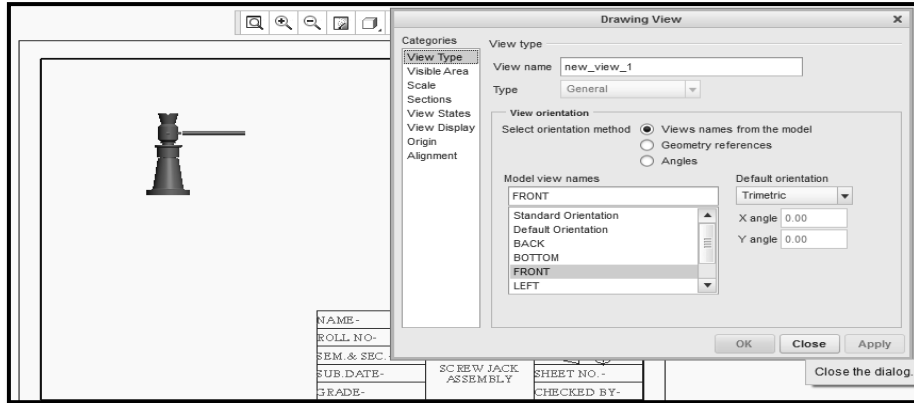 Drawing View
Categories
View Type
Visible Area
Scale
Sections
View States
View Display
Origin
Alignment
View type
View name new_view_1
Type General
View orientation
Select orientation method Views names from the model
Geometry references
Angles
Model view names
FRONT
Standard Orientation
Default Orientation
BACK
BOTTOM
FRONT
LEFT
Default orientation
Trimetric
X angle 0.00
Y angle 0.00
OK Close Apply
Close the dialog.
NAME-
ROLL NO-
SEM.& SEC.
SUB.DATE-
GRADE-
SCREW JACK
ASSEMBLY
SHEET NO.-
CHECKED BY-